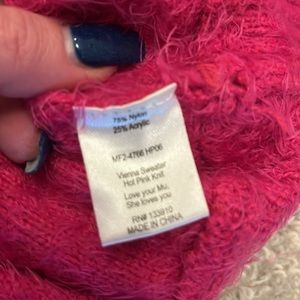 75% Nylon
25% Acrylic
MF2-4766 HP06
Vienna Sweater
Hot Pink Knit
Love your Mu.
She loves you
RN# 133910
MADE IN CHINA